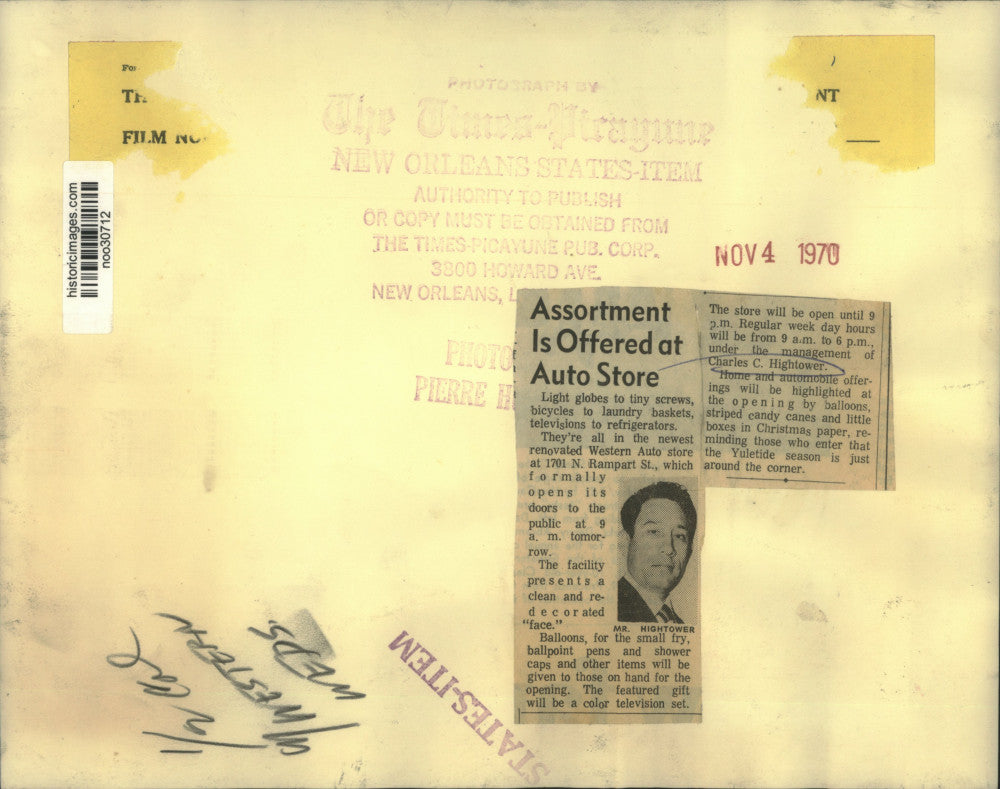 For
TH
FILM NO.
NT
PHOTOGRAPH BY
The Times-Picayune
NEW ORLEANS STATES-ITEM
AUTHORITY TO PUBLISH
OR COPY MUST BE OBTAINED FROM
THE TIMES-PICAYUNE PUB. CORP.
3800 HOWARD AVE.
NEW ORLEANS, L
NOV 4 1970
historicimages.com
noo30712
PHOTO
PIERRE H
Assortment
Is Offered at
Auto Store
Light globes to tiny screws,
bicycles to laundry baskets,
televisions to refrigerators.
They're all in the newest
renovated Western Auto store
at 1701 N. Rampart St., which
formally
opens its
doors to the
public at 9
a. m. tomor-
row.
The facility
presents a
clean and re-
decorated
"face."
MR. HIGHTOWER
Balloons, for the small fry,
ballpoint pens and shower
caps and other items will be
given to those on hand for the
opening. The featured gift
will be a color television set.
The store will be open until 9
p.m. Regular week day hours
will be from 9 a.m. to 6 p.m.,
under the management of
Charles C. Hightower.
Home and automobile offer-
ings will be highlighted at
the opening by balloons,
striped candy canes and little
boxes in Christmas paper, re-
minding those who enter that
the Yuletide season is just
around the corner.
1/2 Col
WESTERN
WEDS.
STATES-ITEM